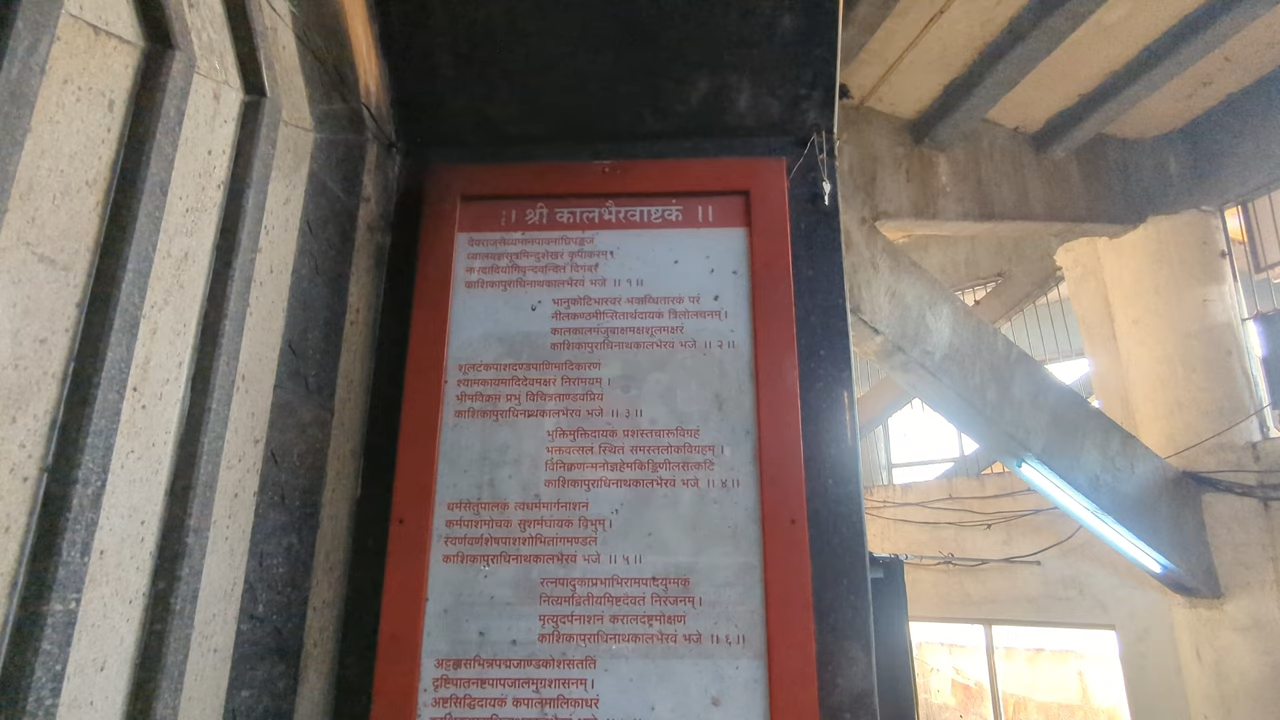 ।। श्री कालभैरवाष्टकं ।।
देवराजसेव्यमानपावनांघ्रिपङ्कजं
व्यालयज्ञसूत्रमिन्दुशेखरं कृपाकरम्१
नारदादियोगिवृन्दवन्दितं दिगंबरं
काशिकापुराधिनाथकालभैरवं भजे ।। १ ।।
भानुकोटिभास्वरं भवाब्धितारकं परं
नीलकण्ठमीप्सितार्थदायकं त्रिलोलचनम् ।
कालकालमंजुबाक्षमक्षशूलमक्षरं
काशिकापुराधिनाथकालभैरवं भजे ।। २ ।।
शूलटंकपाशदण्डपाणिमादिकारण
श्यामकायमादिदेवमक्षरं निरामयम् ।
भीमविक्रम प्रभुं विचित्रताण्डवप्रिय
काशिकापुराधिनाथकालभैरवं भजे ।। ३ ।।
भुक्तिमुक्तिदायकं प्रशस्तचारूविग्रहं
भक्तवत्सल स्थितं समस्तलोकविग्रहम् ।
विनिक्वणन्मनोज्ञहेमकिङ्किणीलसत्कटिं
काशिकापुराधिनाथकालभैरवं भजे ।। ४ ।।
धर्मसेतुपालकं त्वधर्ममार्गनाशनं
कर्मपाशमोचक सुशर्मधायकं विभुम् ।
स्वर्णवर्णशेषपाशशोभितांगमण्डलं
काशिकापुराधिनाथकालभैरवं भजे ।। ५ ।।
रत्नपादुकाप्रभाभिरामपादयुग्मकं
नित्यमद्वितीयमिष्टदैवतं निरंजनम् ।
मृत्युदर्पनाशनं करालदंष्ट्रमोक्षणं
काशिकापुराधिनाथकालभैरवं भजे ।। ६ ।।
अट्टहासभिन्नपद्मजाण्डकोशसंततिं
दृष्टिपातनष्टपापजालमुग्रशासनम् ।
अष्टसिद्धिदायकं कपालमालिकाधरं